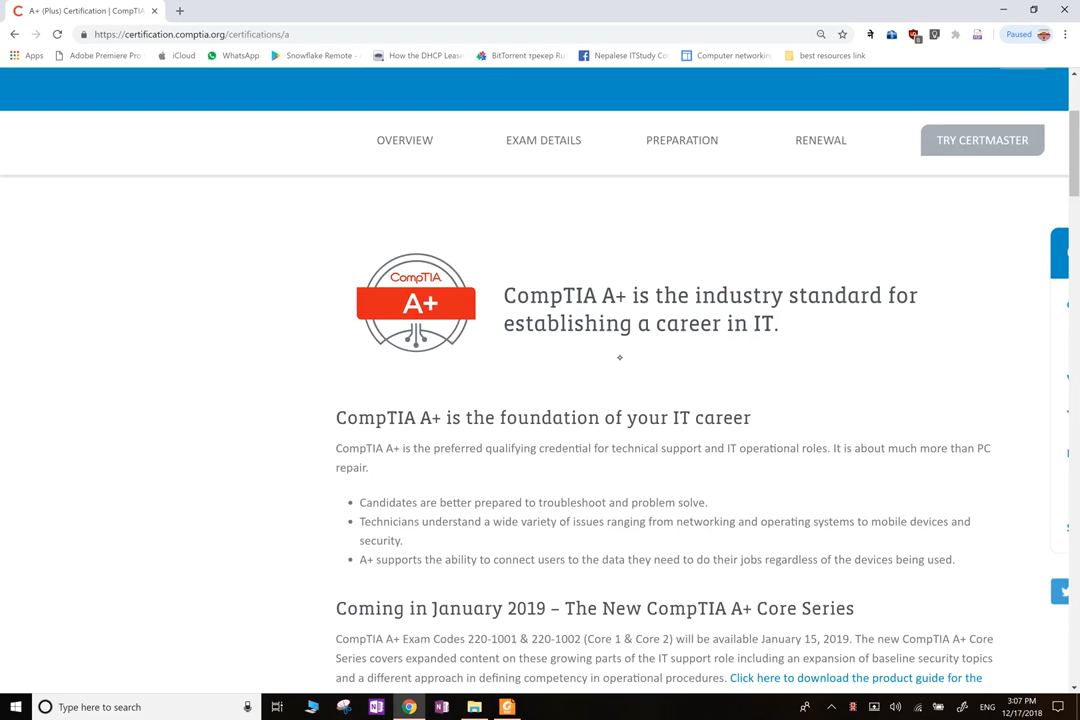 A+ (Plus) Certification | CompTIA
https://certification.comptia.org/certifications/a
Paused
Apps
Adobe Premiere Pro
iCloud
WhatsApp
Snowflake Remote -
How the DHCP Lease
BitTorrent трекер Ru
Nepalese ITStudy Co
Computer networkin
best resources link
OVERVIEW
EXAM DETAILS
PREPARATION
RENEWAL
TRY CERTMASTER
CompTIA
A+
CompTIA A+ is the industry standard for
establishing a career in IT.
CompTIA A+ is the foundation of your IT career
CompTIA A+ is the preferred qualifying credential for technical support and IT operational roles. It is about much more than PC
repair.
• Candidates are better prepared to troubleshoot and problem solve.
• Technicians understand a wide variety of issues ranging from networking and operating systems to mobile devices and
security.
• A+ supports the ability to connect users to the data they need to do their jobs regardless of the devices being used.
Coming in January 2019 – The New CompTIA A+ Core Series
CompTIA A+ Exam Codes 220-1001 & 220-1002 (Core 1 & Core 2) will be available January 15, 2019. The new CompTIA A+ Core
Series covers expanded content on these growing parts of the IT support role including an expansion of baseline security topics
and a different approach in defining competency in operational procedures. Click here to download the product guide for the
Type here to search
ENG
3:07 PM
12/17/2018